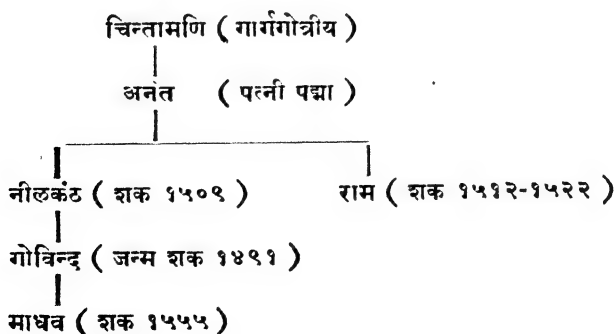 चिन्तामणि ( गार्गगोत्रीय )
अनंत ( पत्नी पद्मा )
नीलकंठ ( शक १५०९ ) राम ( शक १५१२-१५२२ )
गोविन्द ( जन्म शक १४९१ )
माधव ( शक १५५५ )